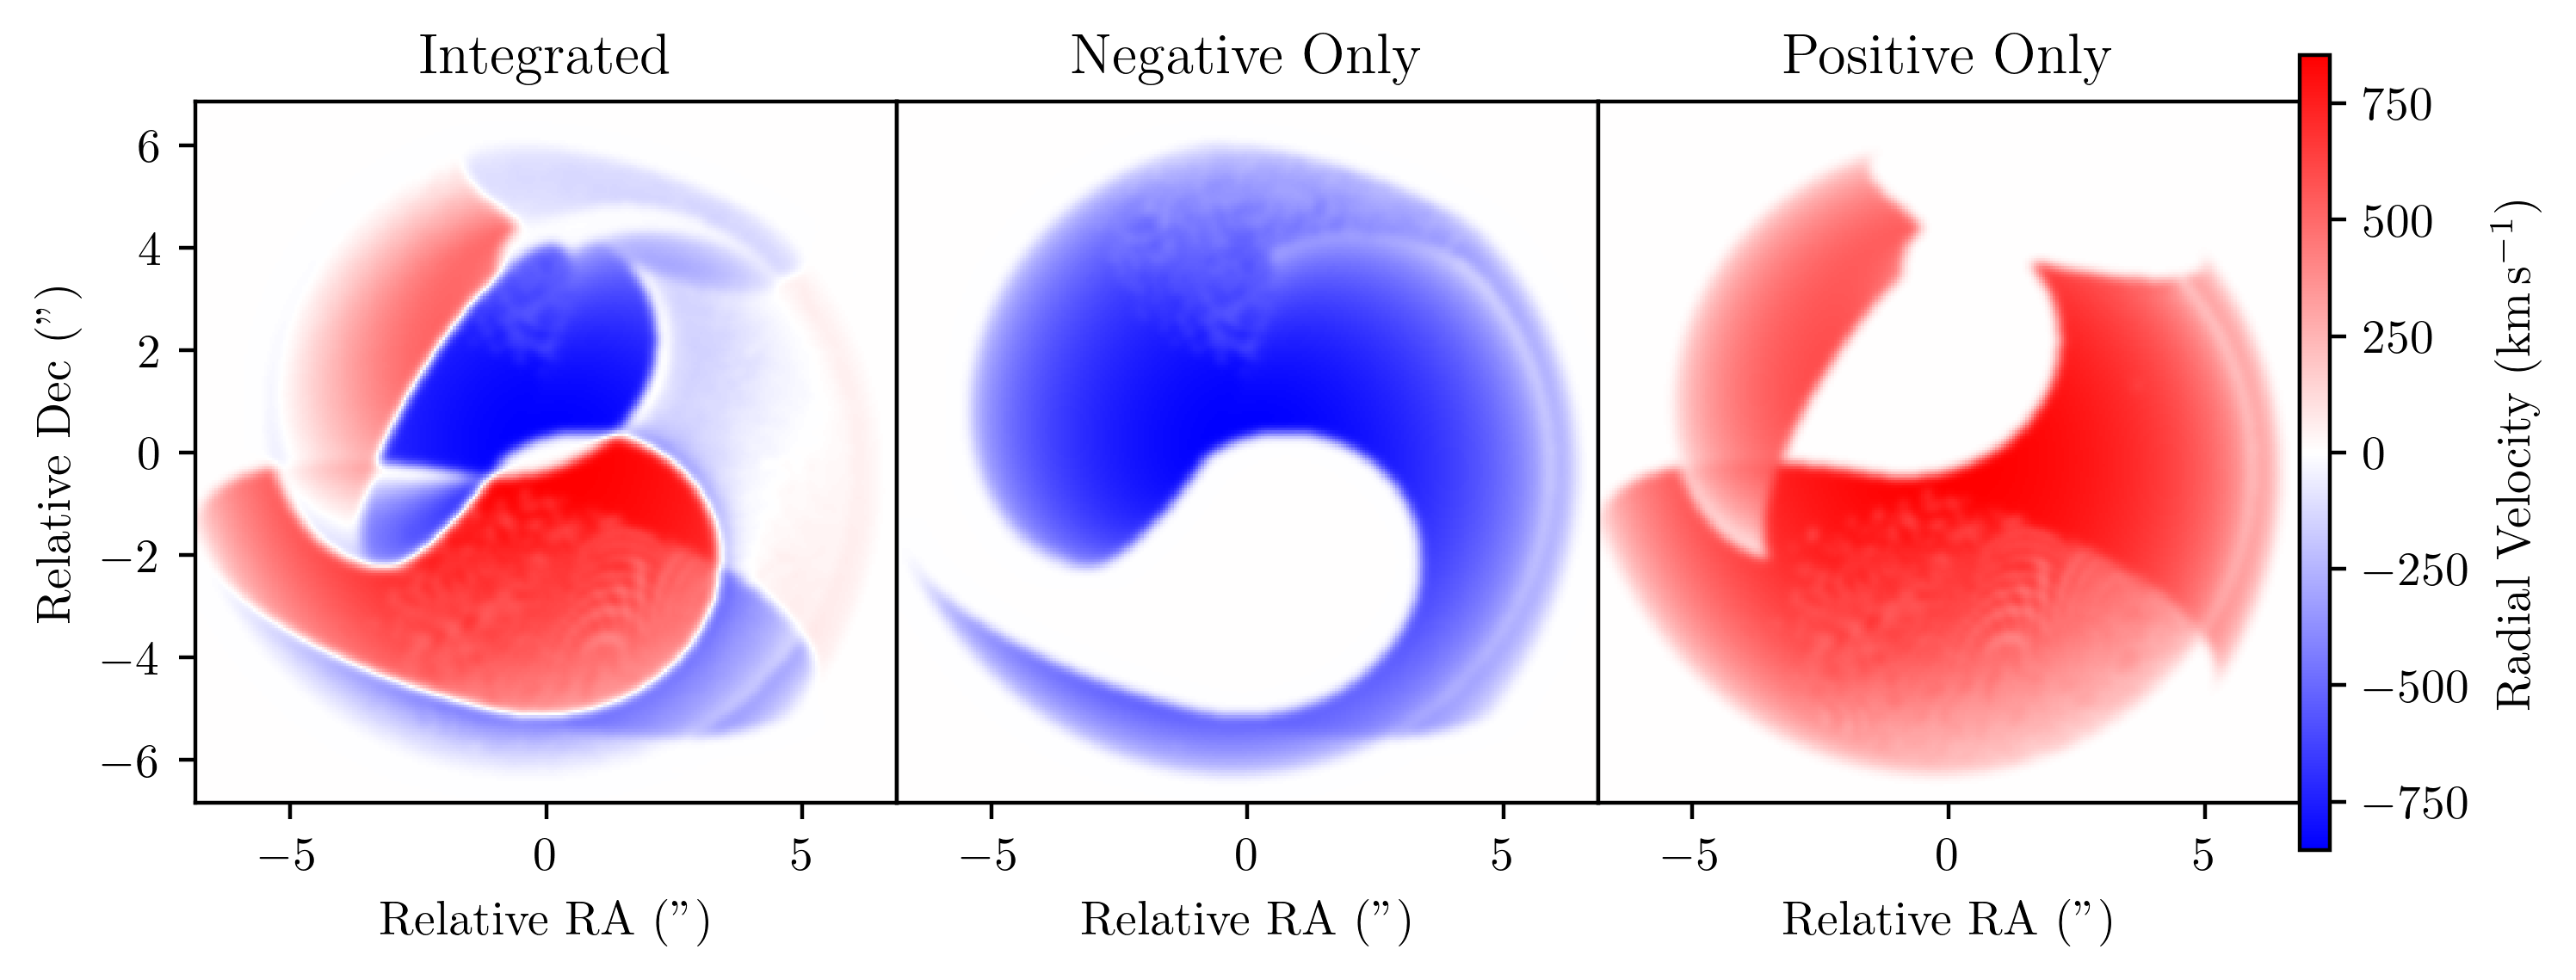 Integrated
Negative Only
Positive Only
6
4
2
0
−2
−4
−6
Relative Dec (”)
−5 0 5
−5 0 5
−5 0 5
Relative RA (”)
Relative RA (”)
Relative RA (”)
750
500
250
0
−250
−500
−750
Radial Velocity (km s⁻¹)